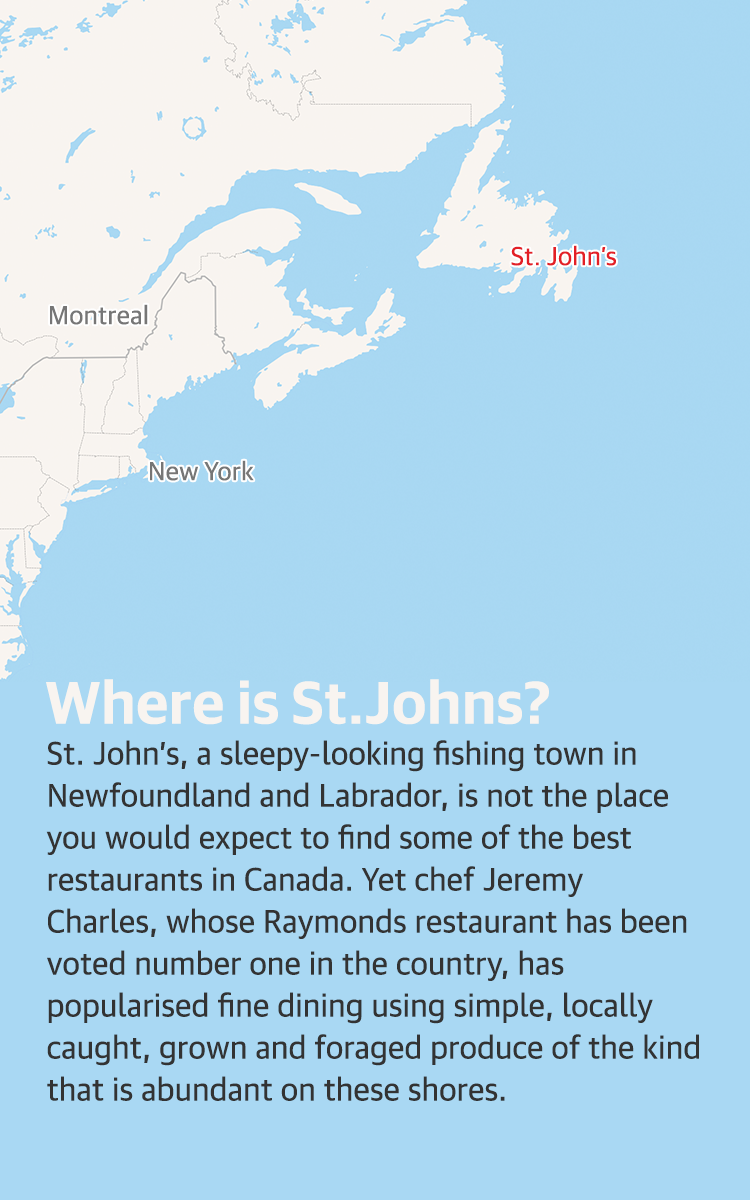 St. John's
Montreal
New York
Where is St.Johns?
St. John’s, a sleepy-looking fishing town in
Newfoundland and Labrador, is not the place
you would expect to find some of the best
restaurants in Canada. Yet chef Jeremy
Charles, whose Raymonds restaurant has been
voted number one in the country, has
popularised fine dining using simple, locally
caught, grown and foraged produce of the kind
that is abundant on these shores.